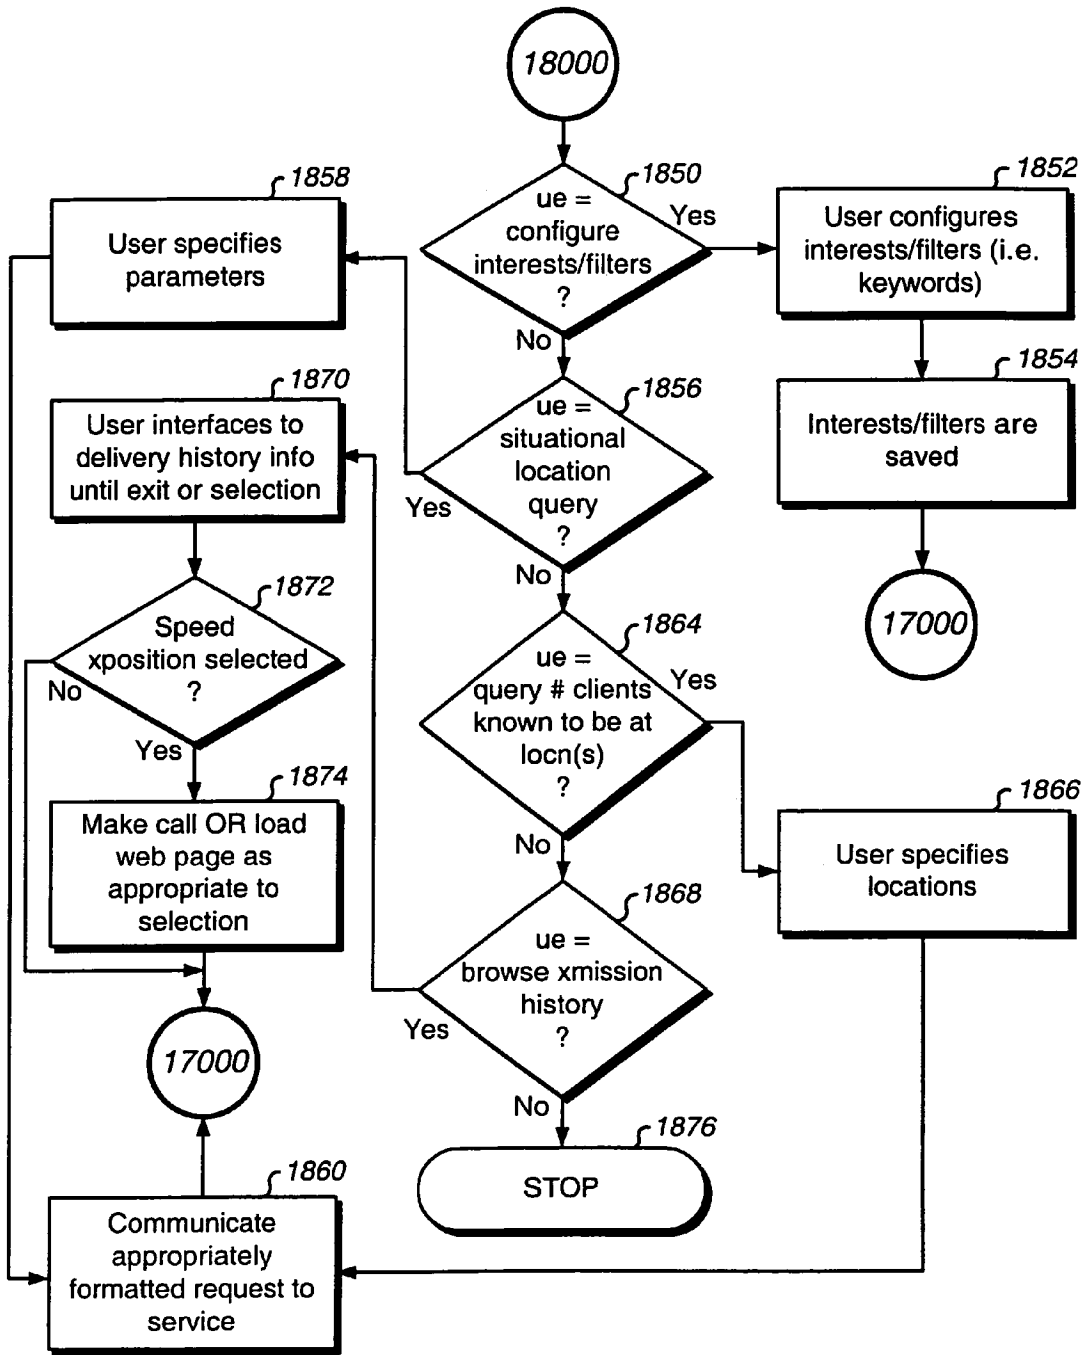 18000
1850
ue =
configure
interests/filters
?
Yes
No
1852
User configures
interests/filters (i.e.
keywords)
1854
Interests/filters are
saved
17000
1856
ue =
situational
location
query
?
Yes
No
1858
User specifies
parameters
1864
ue =
query # clients
known to be at
locn(s)
?
Yes
No
1866
User specifies
locations
1868
ue =
browse xmission
history
?
Yes
No
1870
User interfaces to
delivery history info
until exit or selection
1872
Speed
xposition selected
?
No
Yes
1874
Make call OR load
web page as
appropriate to
selection
17000
1860
Communicate
appropriately
formatted request to
service
1876
STOP